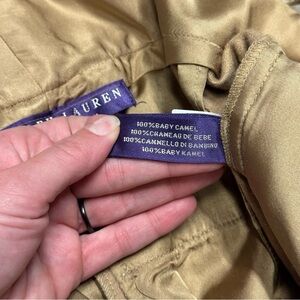 LAUREN
100%BABY CAMEL
100%CHAMEAU DE BEBE
100%CAMMELLO DI BAMBINO
100%BABY KAMEL